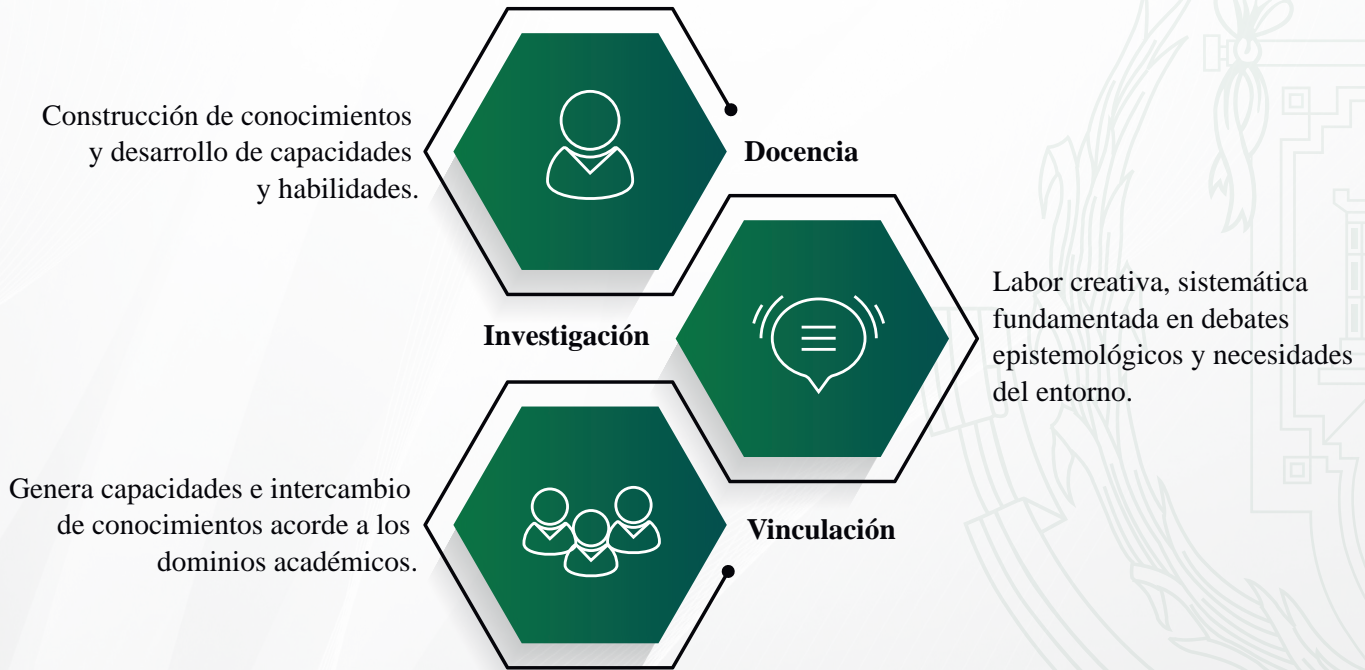 Construcción de conocimientos
y desarrollo de capacidades
y habilidades.
Docencia
Investigación
Labor creativa, sistemática
fundamentada en debates
epistemológicos y necesidades
del entorno.
Genera capacidades e intercambio
de conocimientos acorde a los
dominios académicos.
Vinculación